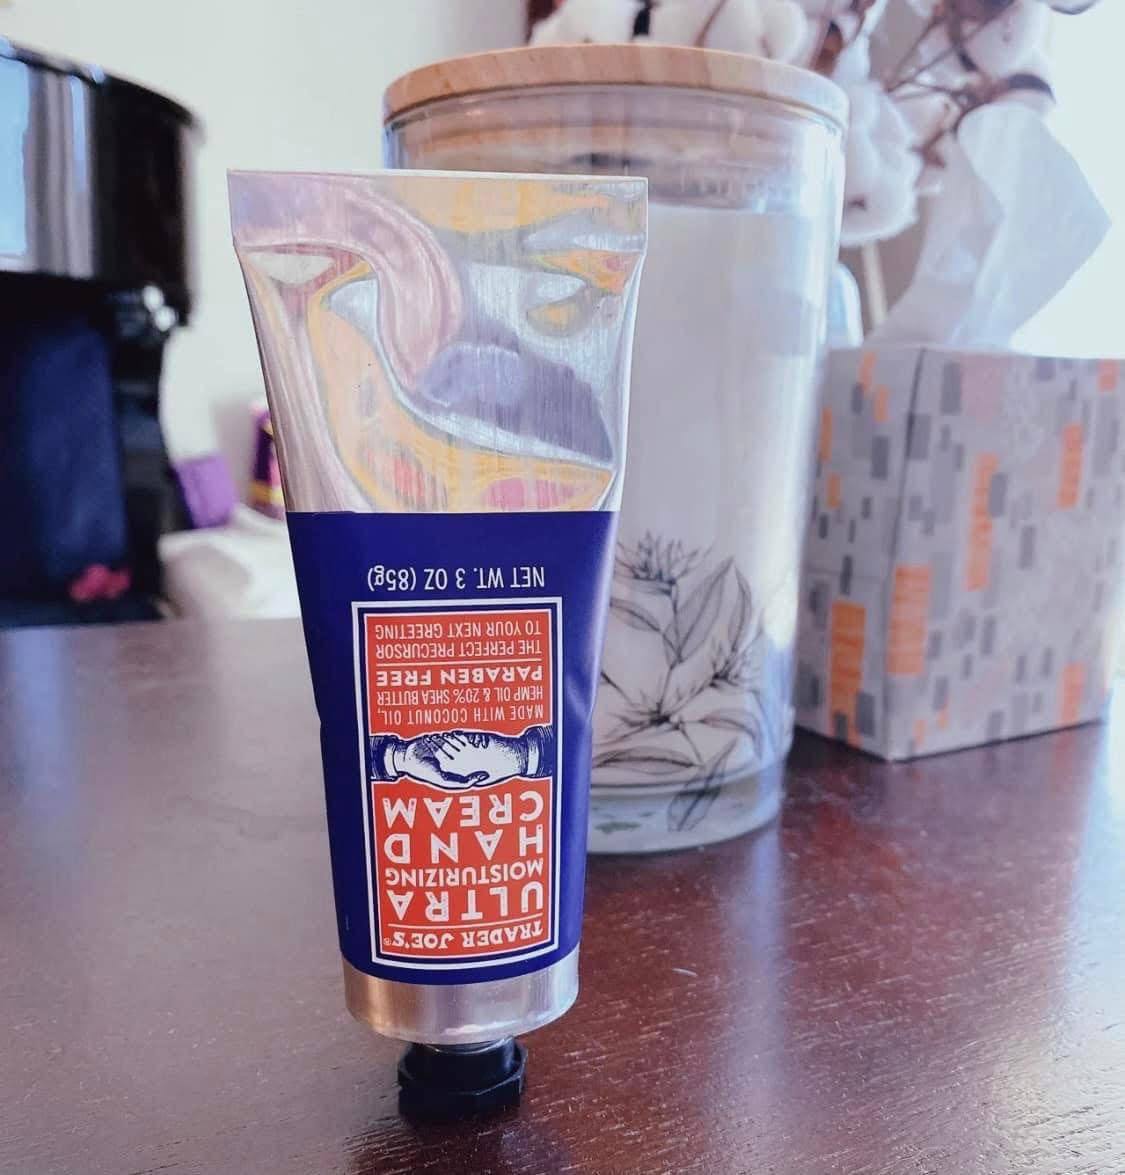 TRADER JOE'S®
ULTRA
MOISTURIZING
HAND
CREAM
MADE WITH COCONUT OIL,
HEMP OIL & 20% SHEA BUTTER
PARABEN FREE
THE PERFECT PRECURSOR
TO YOUR NEXT GREETING
NET WT. 3 OZ (85g)